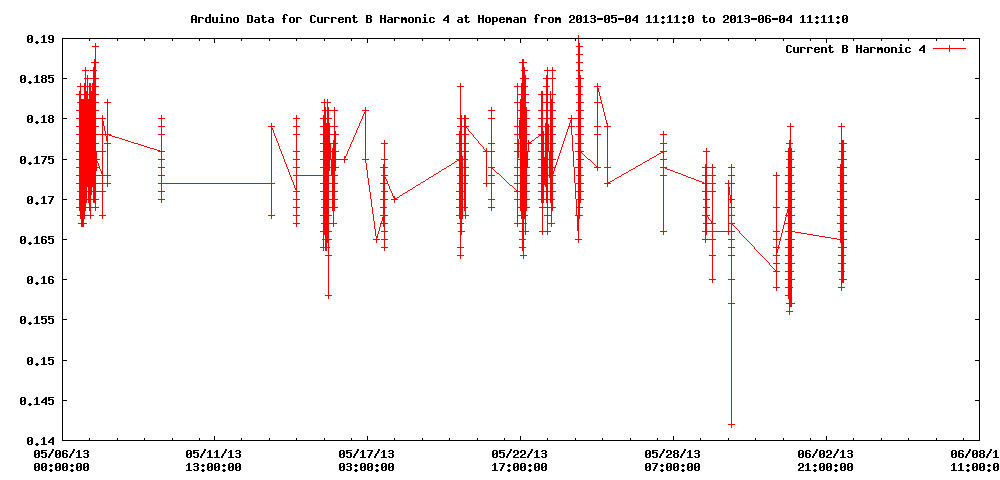 Arduino Data for Current B Harmonic 4 at Hopeman from 2013-05-04 11:11:0 to 2013-06-04 11:11:0
Current B Harmonic 4
0.19
0.185
0.18
0.175
0.17
0.165
0.16
0.155
0.15
0.145
0.14
05/06/13 05/11/13 05/17/13 05/22/13 05/28/13 06/02/13 06/08/1
00:00:00 13:00:00 03:00:00 17:00:00 07:00:00 21:00:00 11:00:0